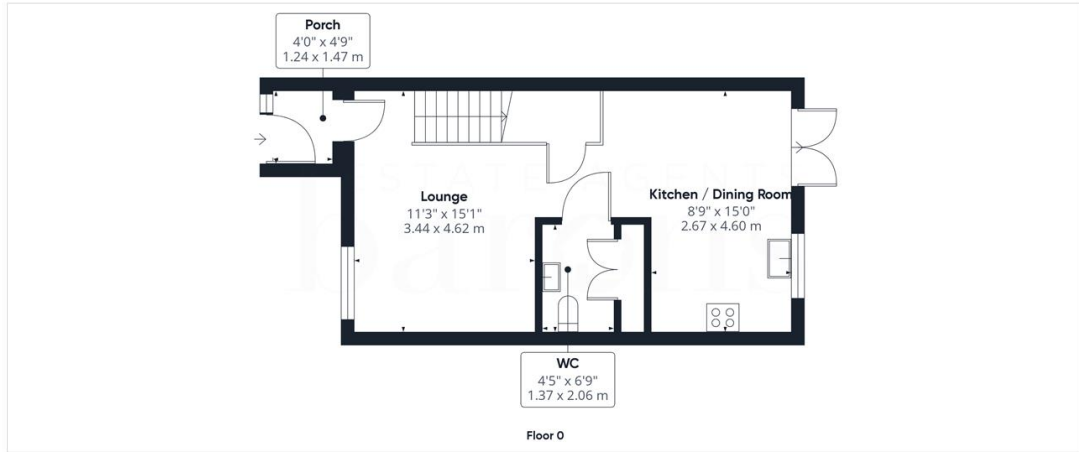 Porch
4'0" x 4'9"
1.24 x 1.47 m
ESTATE AGENTS
Lounge
11'3" x 15'1"
3.44 x 4.62 m
Kitchen / Dining Room
8'9" x 15'0"
2.67 x 4.60 m
WC
4'5" x 6'9"
1.37 x 2.06 m
Floor 0